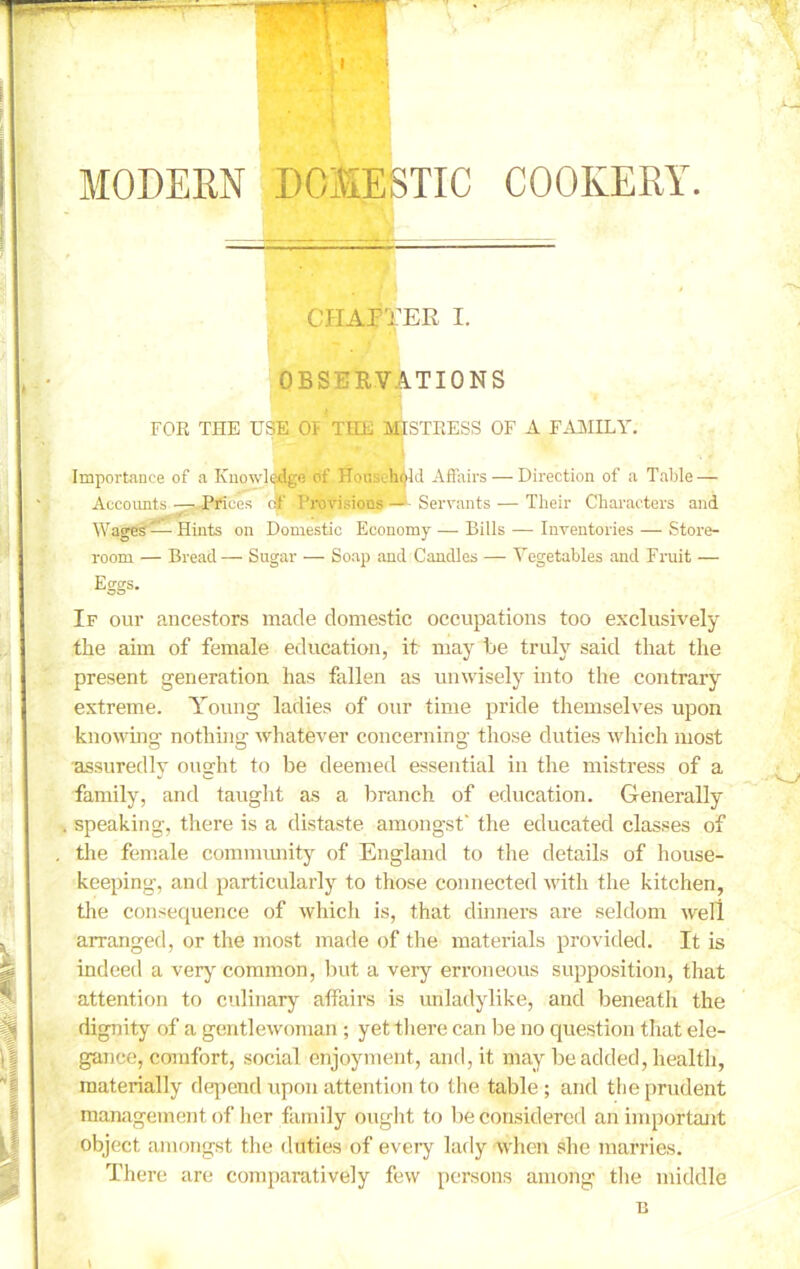 MODERN DOMESTIC COOKERY.
CHAPTER I.
OBSERVATIONS
FOR THE USE OF THE MISTRESS OF A FAMILY.
Importance of a Knowledge of Household Affairs — Direction of a Table —
Accounts — Prices of Provisions — Servants — Their Characters and
Wages — Hints on Domestic Economy — Bills — Inventories — Store-
room — Bread — Sugar — Soap and Candles — Vegetables and Fruit —
Eggs.
If our ancestors made domestic occupations too exclusively
the aim of female education, it may be truly said that the
present generation has fallen as unwisely into the contrary
extreme. Young ladies of our time pride themselves upon
knowing nothing whatever concerning those duties which most
assuredly ought to be deemed essential in the mistress of a
family, and taught as a branch of education. Generally
speaking, there is a distaste amongst the educated classes of
the female community of England to the details of house-
keeping, and particularly to those connected with the kitchen,
the consequence of which is, that dinners are seldom well
arranged, or the most made of the materials provided. It is
indeed a very common, but a very erroneous supposition, that
attention to culinary affairs is unladylike, and beneath the
dignity of a gentlewoman; yet there can be no question that ele-
gance, comfort, social enjoyment, and, it may be added, health,
materially depend upon attention to the table; and the prudent
management of her family ought to be considered an important
object amongst the duties of every lady when she marries.
There are comparatively few persons among the middle
B